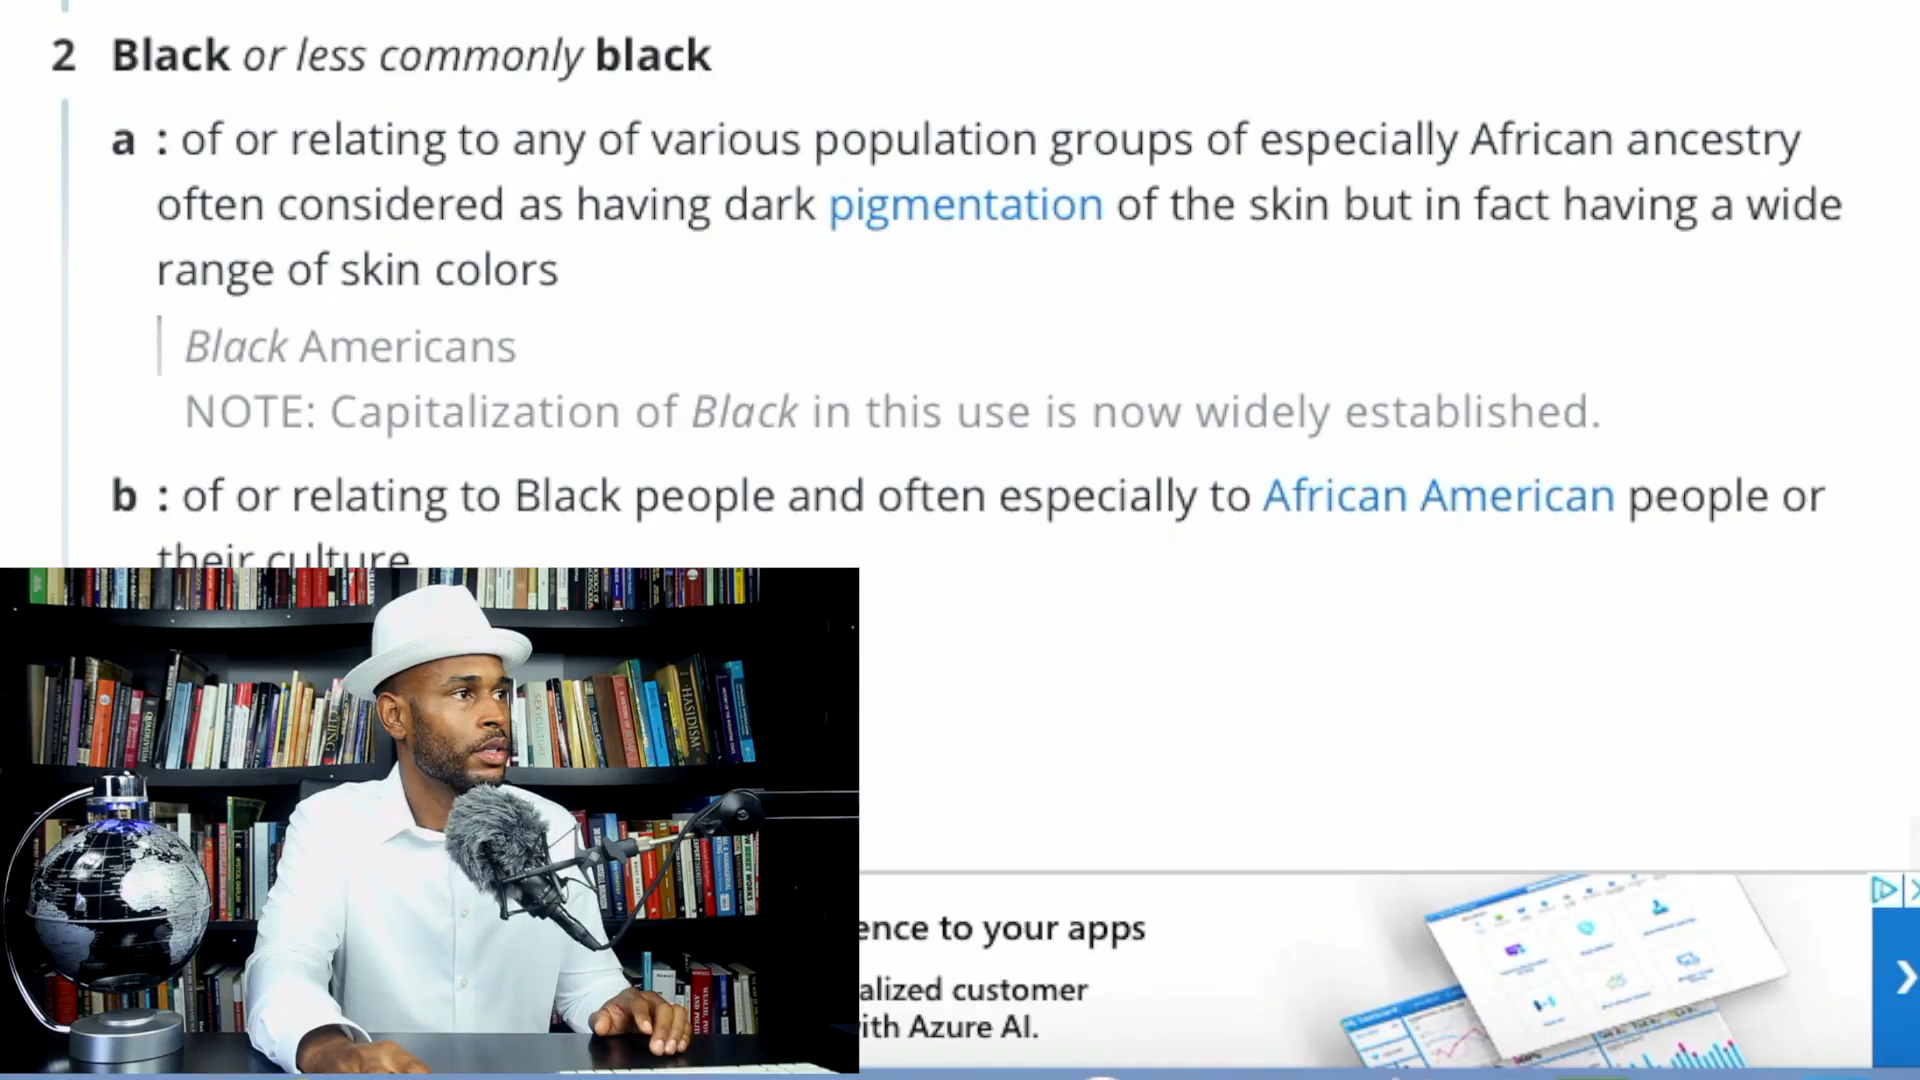 2 Black or less commonly black
a : of or relating to any of various population groups of especially African ancestry
often considered as having dark pigmentation of the skin but in fact having a wide
range of skin colors
Black Americans
NOTE: Capitalization of Black in this use is now widely established.
b : of or relating to Black people and often especially to African American people or
their culture
HASIDISM
ence to your apps
alized customer
ith Azure AI.